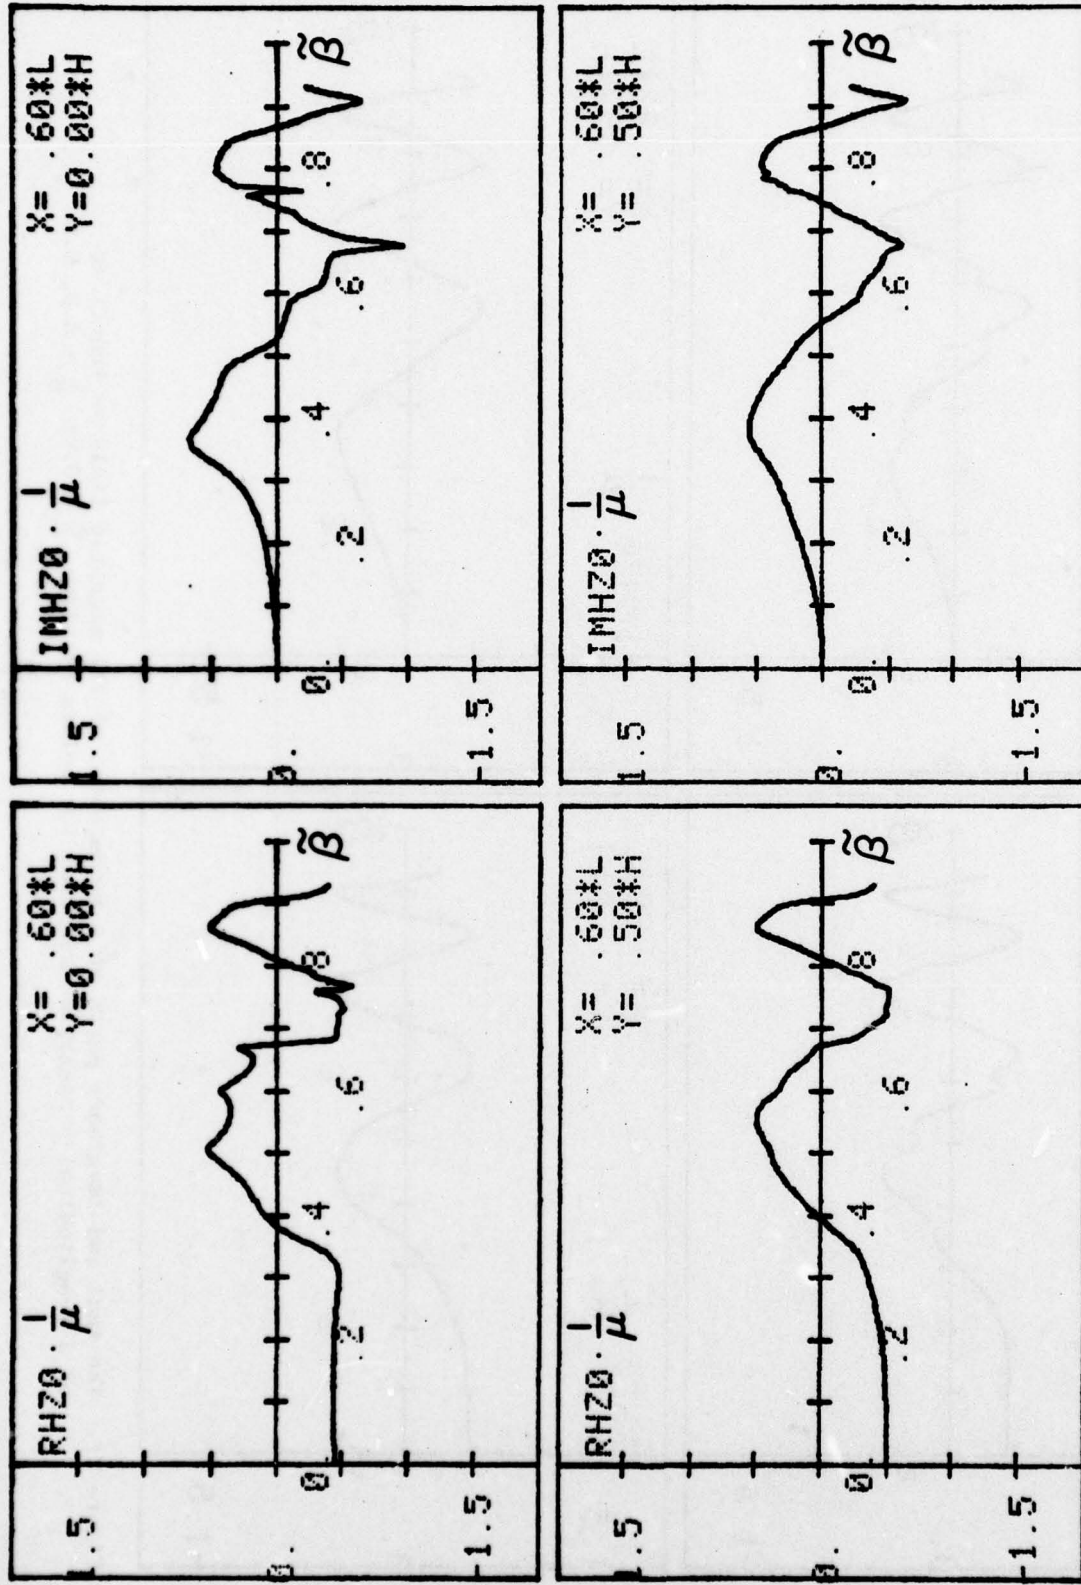 RHZ0 · 1/μ
X= .60*L
Y=0.00*H
1.5
0.
-1.5
0 .2 .4 .6 .8 β̃
IMHZ0 · 1/μ
X= .60*L
Y=0.00*H
1.5
0.
-1.5
0. .2 .4 .6 .8 β̃
RHZ0 · 1/μ
X= .60*L
Y= .50*H
1.5
0.
-1.5
0. .2 .4 .6 .8 β̃
IMHZ0 · 1/μ
X= .60*L
Y= .50*H
1.5
0.
-1.5
0. .2 .4 .6 .8 β̃